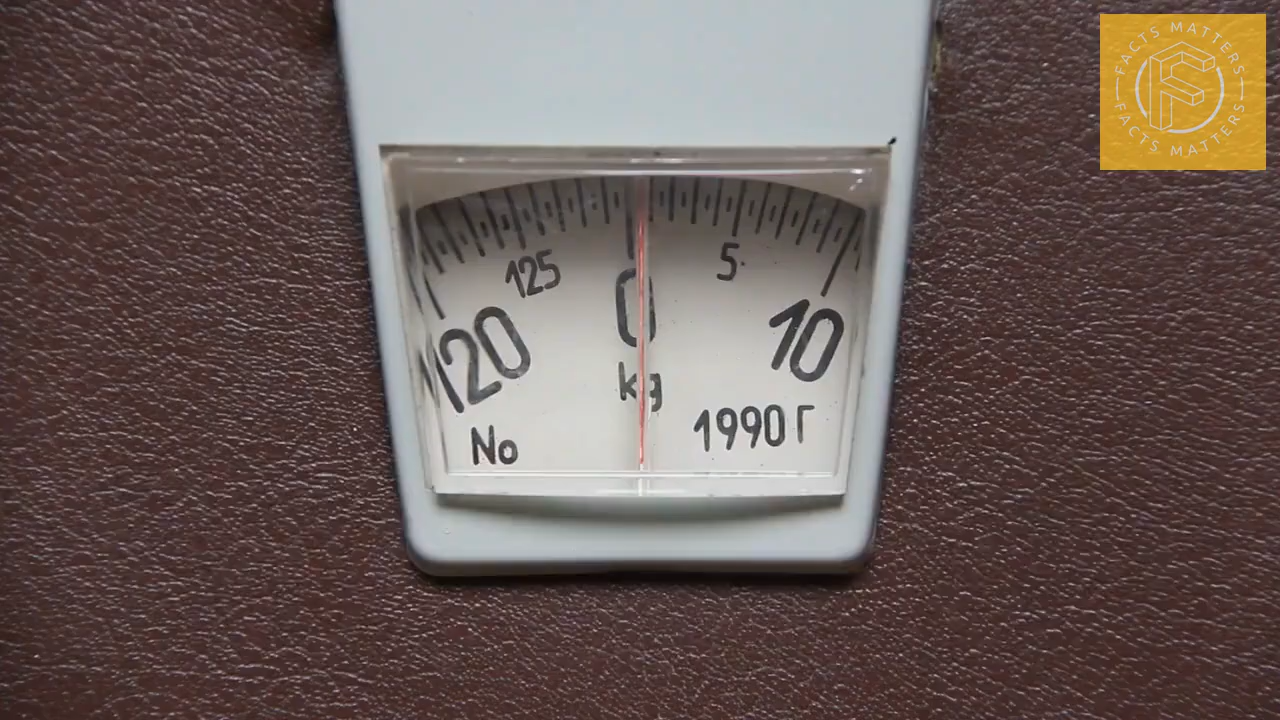 FACTS MATTERS
FACTS MATTERS
125
5
120
0
10
kg
No
1990 Г